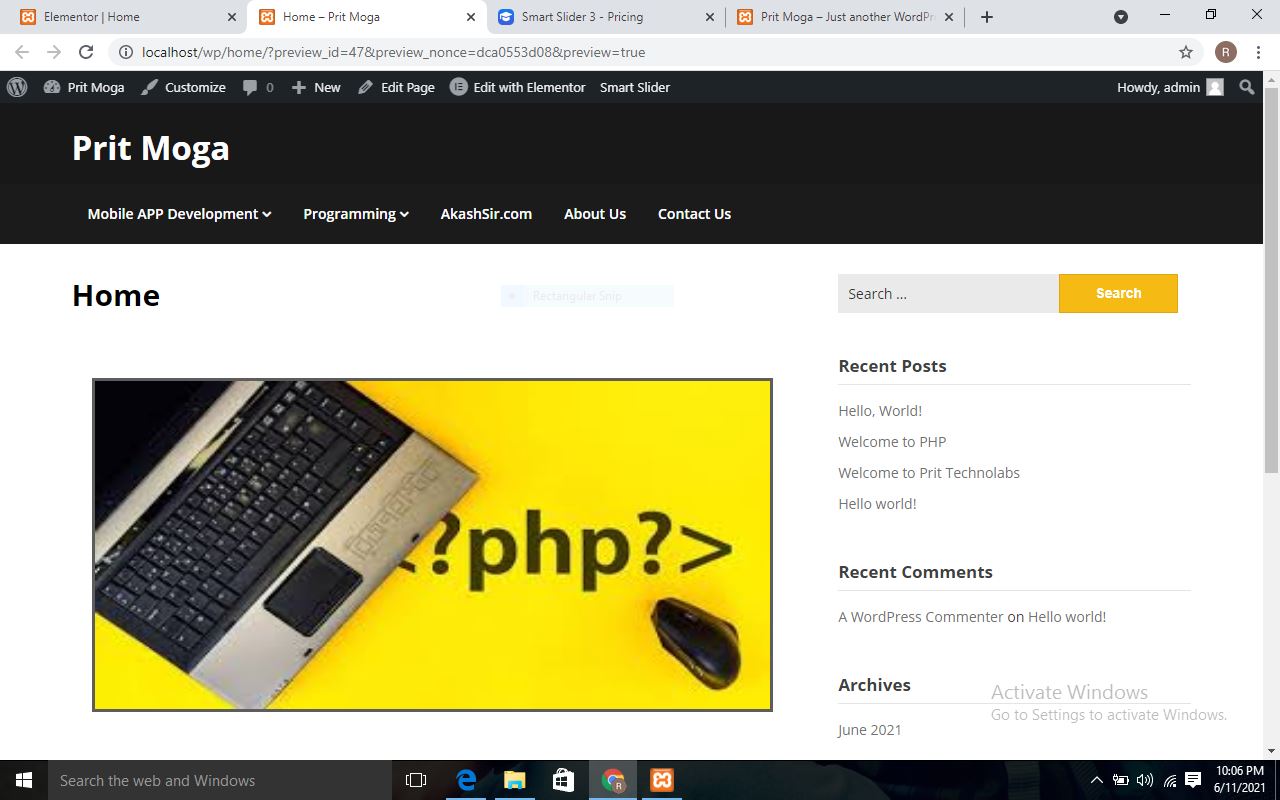 Elementor | Home
Home – Prit Moga
Smart Slider 3 - Pricing
Prit Moga – Just another WordPr
localhost/wp/home/?preview_id=47&preview_nonce=dca0553d08&preview=true
R
Prit Moga
Customize
0
New
Edit Page
Edit with Elementor
Smart Slider
Howdy, admin
Prit Moga
Mobile APP Development
Programming
AkashSir.com
About Us
Contact Us
Home
Rectangular Snip
Search …
Search
<?php?>
Recent Posts
Hello, World!
Welcome to PHP
Welcome to Prit Technolabs
Hello world!
Recent Comments
A WordPress Commenter on Hello world!
Archives
June 2021
Activate Windows
Go to Settings to activate Windows.
Search the web and Windows
R
10:06 PM
6/11/2021